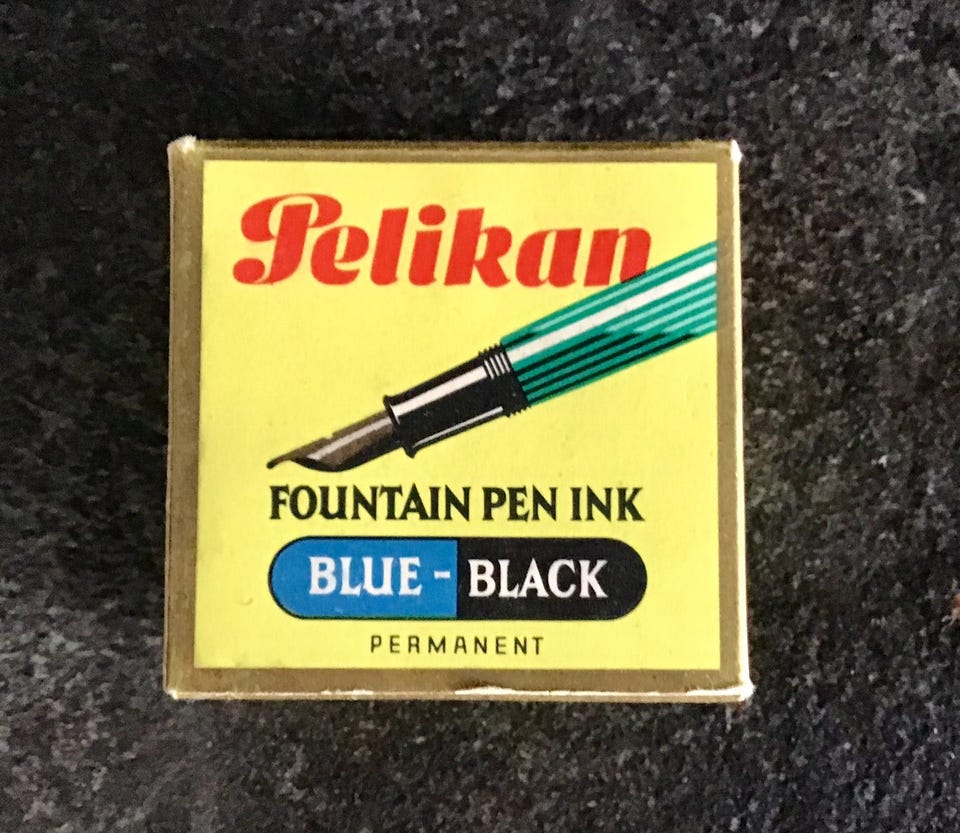 Pelikan
FOUNTAIN PEN INK
BLUE - BLACK
PERMANENT